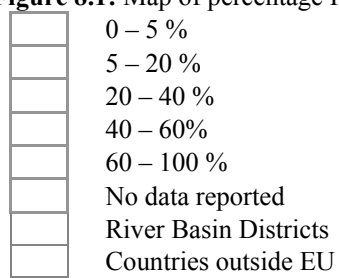 Figure 8.1: Map of percentage
0 – 5 %
5 – 20 %
20 – 40 %
40 – 60%
60 – 100 %
No data reported
River Basin Districts
Countries outside EU